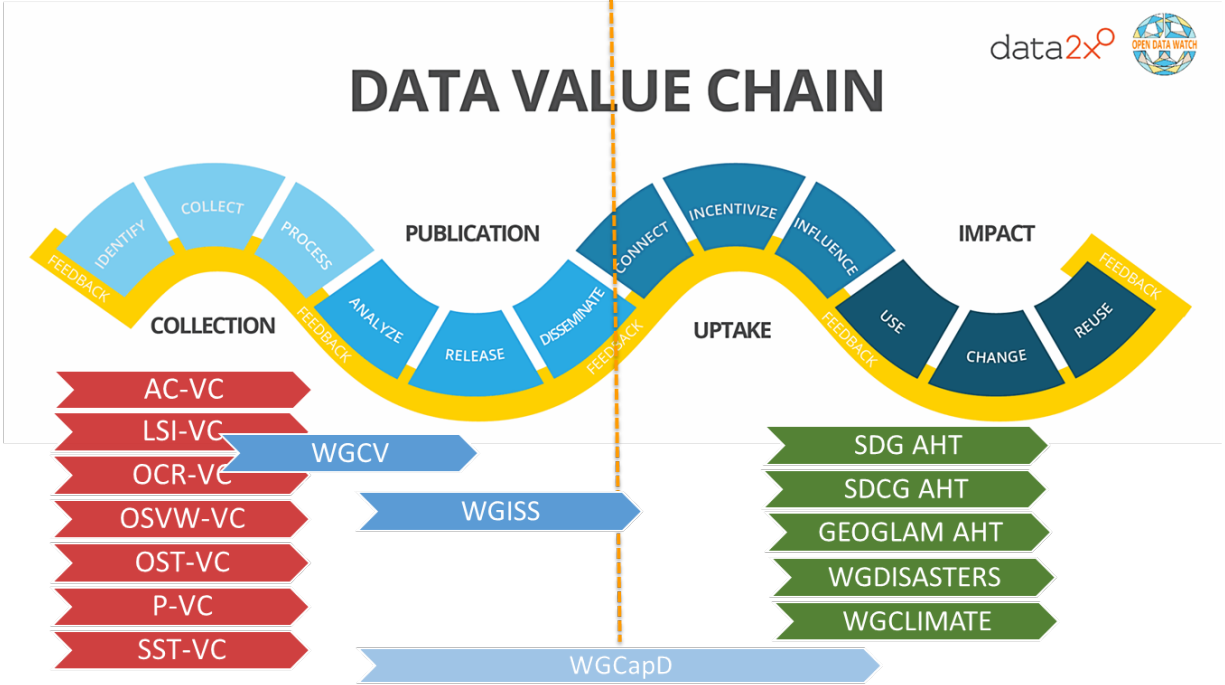 data2x
OPEN DATA WATCH
DATA VALUE CHAIN
IDENTIFY
COLLECT
PROCESS
FEEDBACK
COLLECTION
PUBLICATION
ANALYZE
RELEASE
DISSEMINATE
FEEDBACK
FEEDBACK
CONNECT
INCENTIVIZE
INFLUENCE
UPTAKE
IMPACT
USE
CHANGE
REUSE
FEEDBACK
FEEDBACK
AC-VC
LSI-VC
OCR-VC
OSVW-VC
OST-VC
P-VC
SST-VC
WGCV
WGISS
WGCapD
SDG AHT
SDCG AHT
GEOGLAM AHT
WGDISASTERS
WGCLIMATE